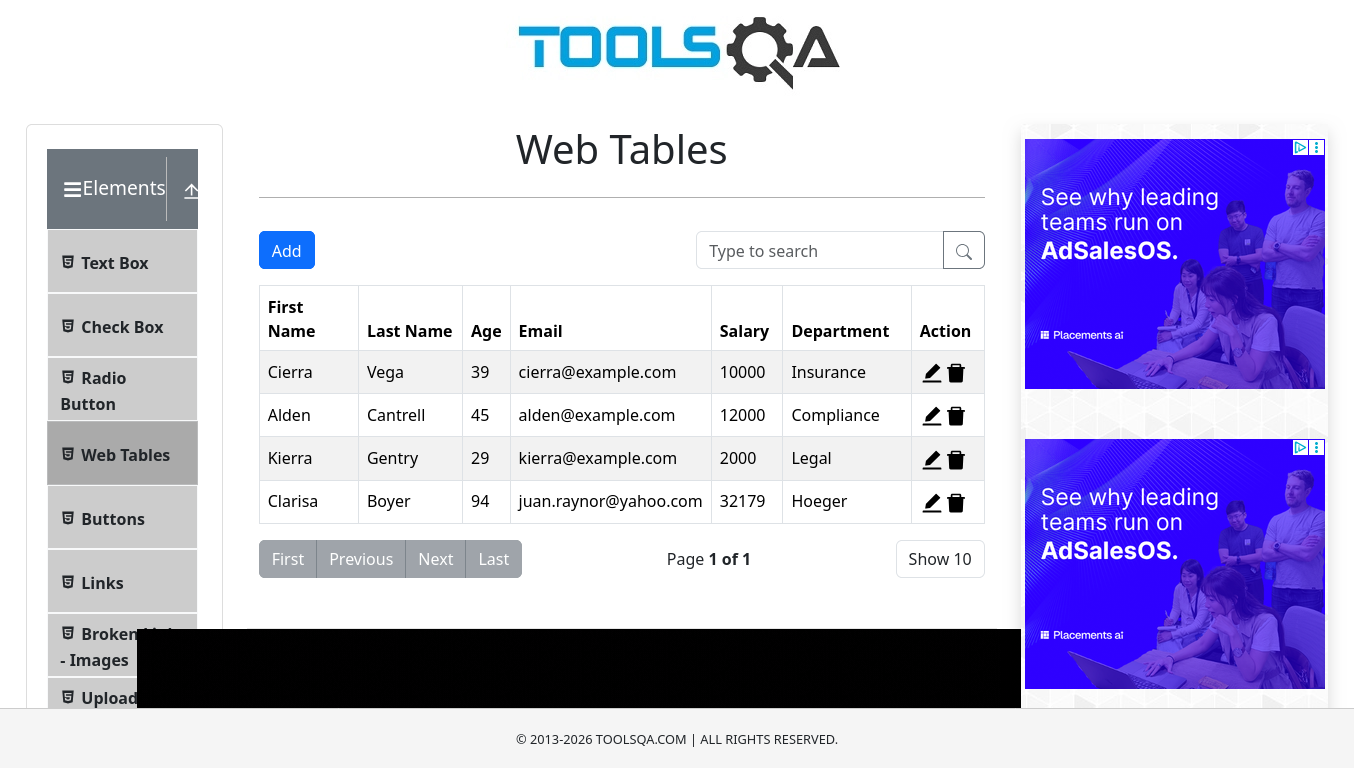 TOOLSQA
Elements
Text Box
Check Box
Radio
Button
Web Tables
Buttons
Links
Broken
- Images
Upload
Web Tables
Add
Type to search
First Name | Last Name | Age | Email | Salary | Department | Action
Cierra | Vega | 39 | cierra@example.com | 10000 | Insurance
Alden | Cantrell | 45 | alden@example.com | 12000 | Compliance
Kierra | Gentry | 29 | kierra@example.com | 2000 | Legal
Clarisa | Boyer | 94 | juan.raynor@yahoo.com | 32179 | Hoeger
First Previous Next Last Page 1 of 1 Show 10
See why leading
teams run on
AdSalesOS.
Placements ai
See why leading
teams run on
AdSalesOS.
Placements ai
© 2013-2026 TOOLSQA.COM | ALL RIGHTS RESERVED.